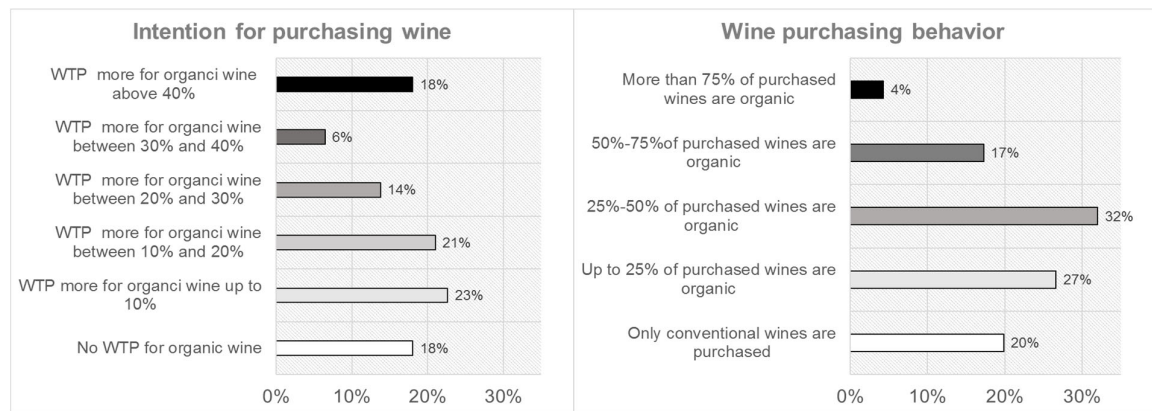 Intention for purchasing wine
WTP  more for organci wine
above 40%
18%
WTP  more for organci wine
between 30% and 40%
6%
WTP  more for organci wine
between 20% and 30%
14%
WTP  more for organci wine
between 10% and 20%
21%
WTP more for organci wine up to
10%
23%
No WTP for organic wine
18%
0%
10%
20%
30%
Wine purchasing behavior
More than 75% of purchased
wines are organic
4%
50%-75%of purchased wines are
organic
17%
25%-50% of purchased wines are
organic
32%
Up to 25% of purchased wines are
organic
27%
Only conventional wines are
purchased
20%
0%
10%
20%
30%